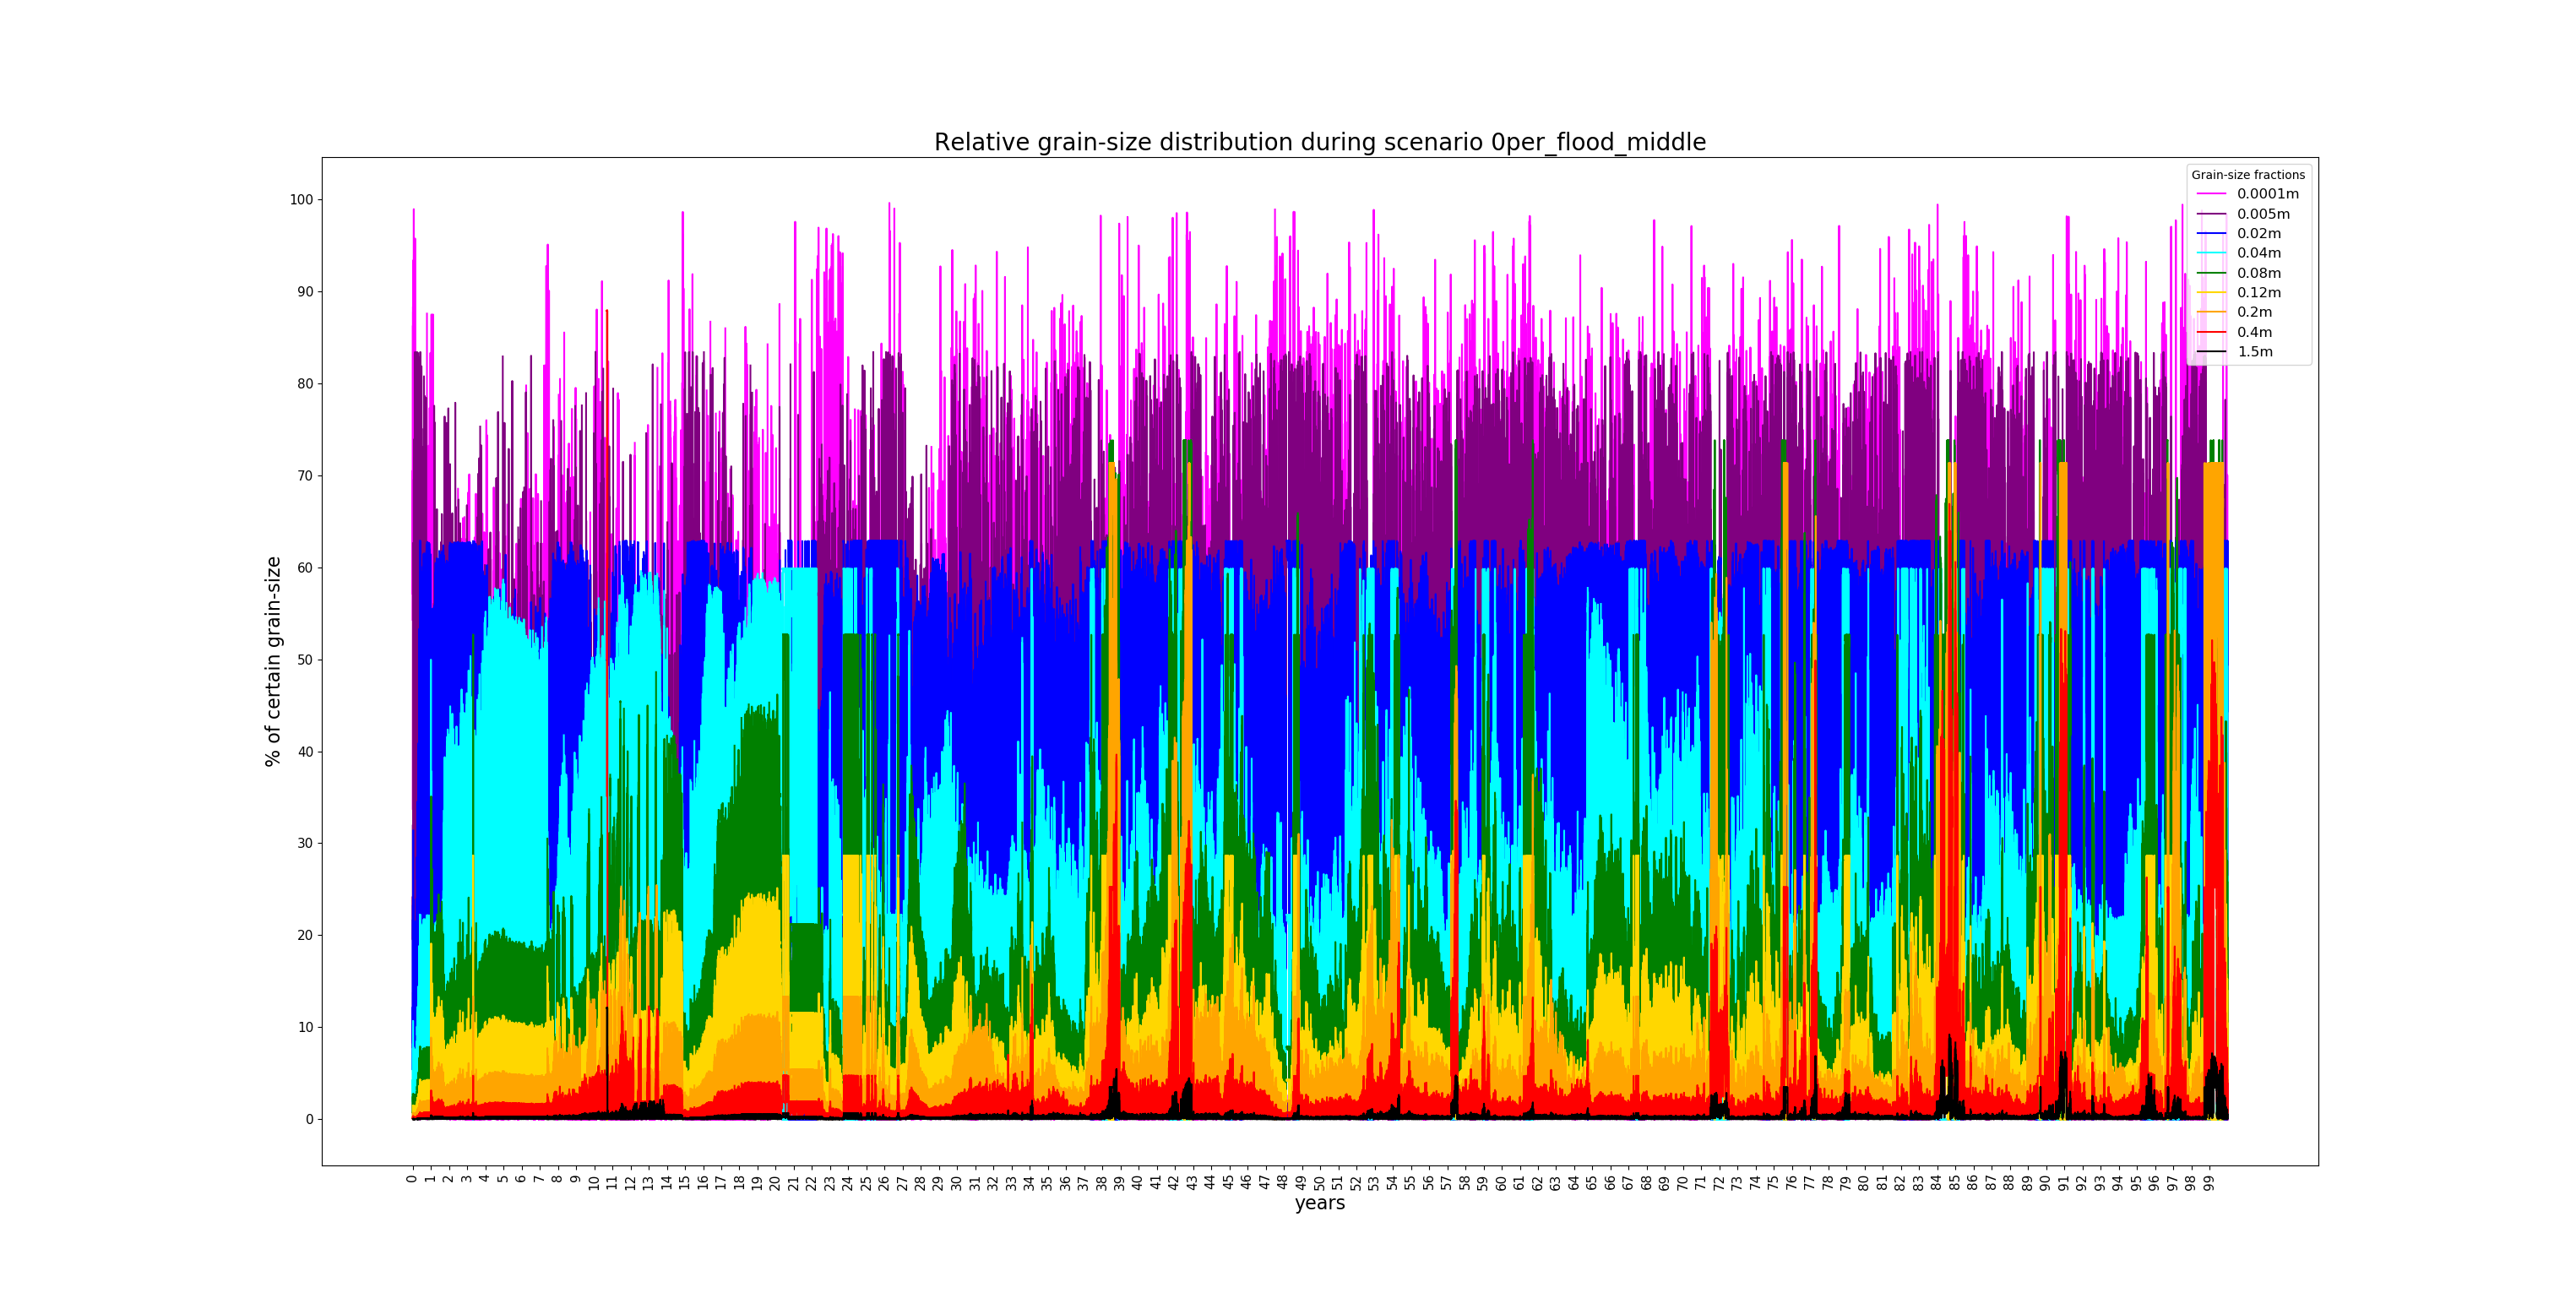 Relative grain-size distribution during scenario 0per_flood_middle
Grain-size fractions
0.0001m
0.005m
0.02m
0.04m
0.08m
0.12m
0.2m
0.4m
1.5m
100
90
80
70
60
50
40
30
20
10
0
% of certain grain-size
0 1 2 3 4 5 6 7 8 9 10 11 12 13 14 15 16 17 18 19 20 21 22 23 24 25 26 27 28 29 30 31 32 33 34 35 36 37 38 39 40 41 42 43 44 45 46 47 48 49 50 51 52 53 54 55 56 57 58 59 60 61 62 63 64 65 66 67 68 69 70 71 72 73 74 75 76 77 78 79 80 81 82 83 84 85 86 87 88 89 90 91 92 93 94 95 96 97 98 99
years